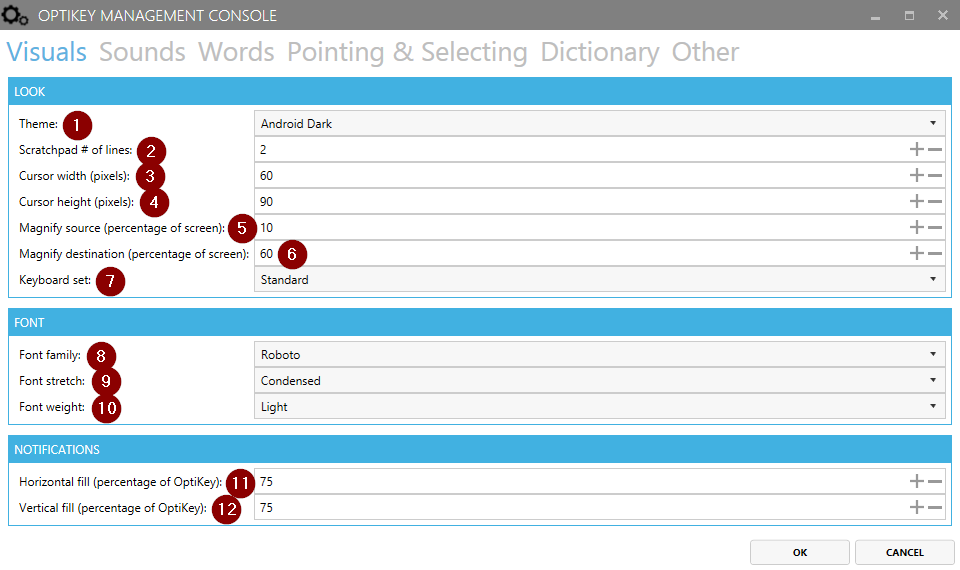 OPTIKEY MANAGEMENT CONSOLE
Visuals Sounds Words Pointing & Selecting Dictionary Other
LOOK
Theme: 1 Android Dark
Scratchpad # of lines: 2 2
Cursor width (pixels): 3 60
Cursor height (pixels): 4 90
Magnify source (percentage of screen): 5 10
Magnify destination (percentage of screen): 60 6
Keyboard set: 7 Standard
FONT
Font family: 8 Roboto
Font stretch: 9 Condensed
Font weight: 10 Light
NOTIFICATIONS
Horizontal fill (percentage of OptiKey): 11 75
Vertical fill (percentage of OptiKey): 12 75
OK CANCEL